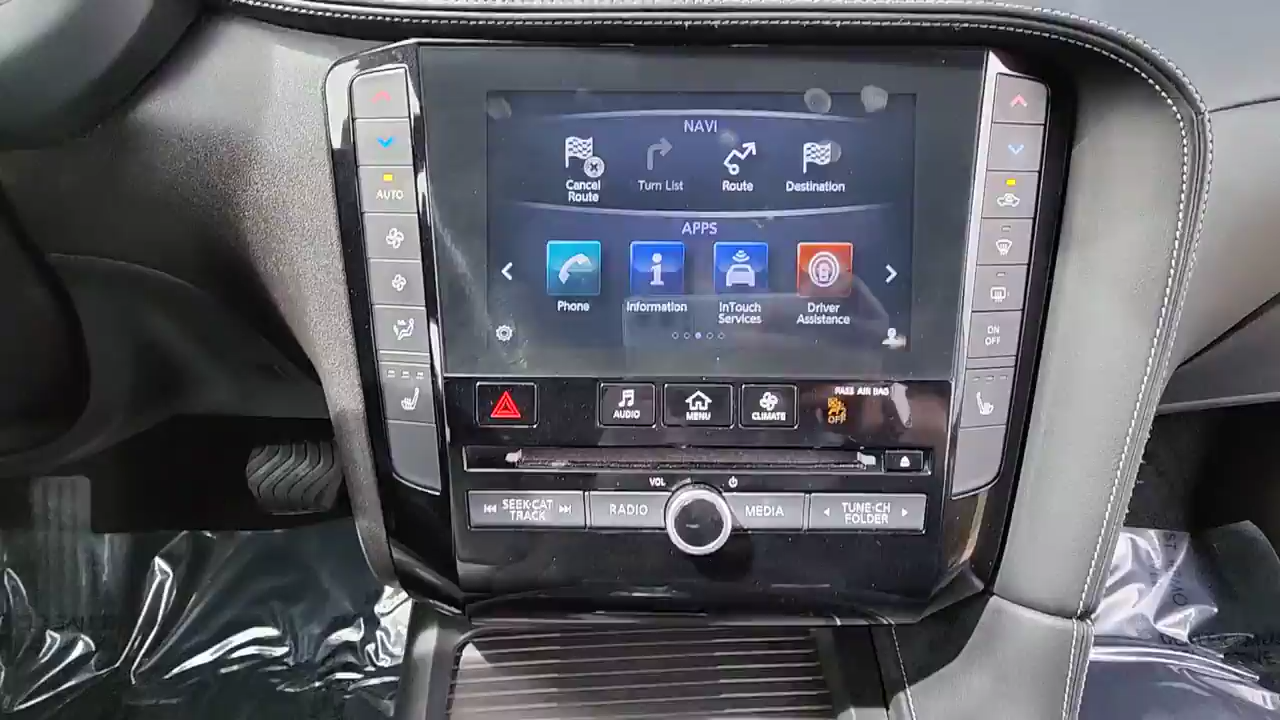 NAVI
Cancel
Route
Turn List
Route
Destination
APPS
Phone
Information
InTouch
Services
Driver
Assistance
AUTO
ON
OFF
AUDIO
MENU
CLIMATE
PASS AIR BAG
OFF
VOL
SEEK·CAT
TRACK
RADIO
MEDIA
TUNE·CH
FOLDER